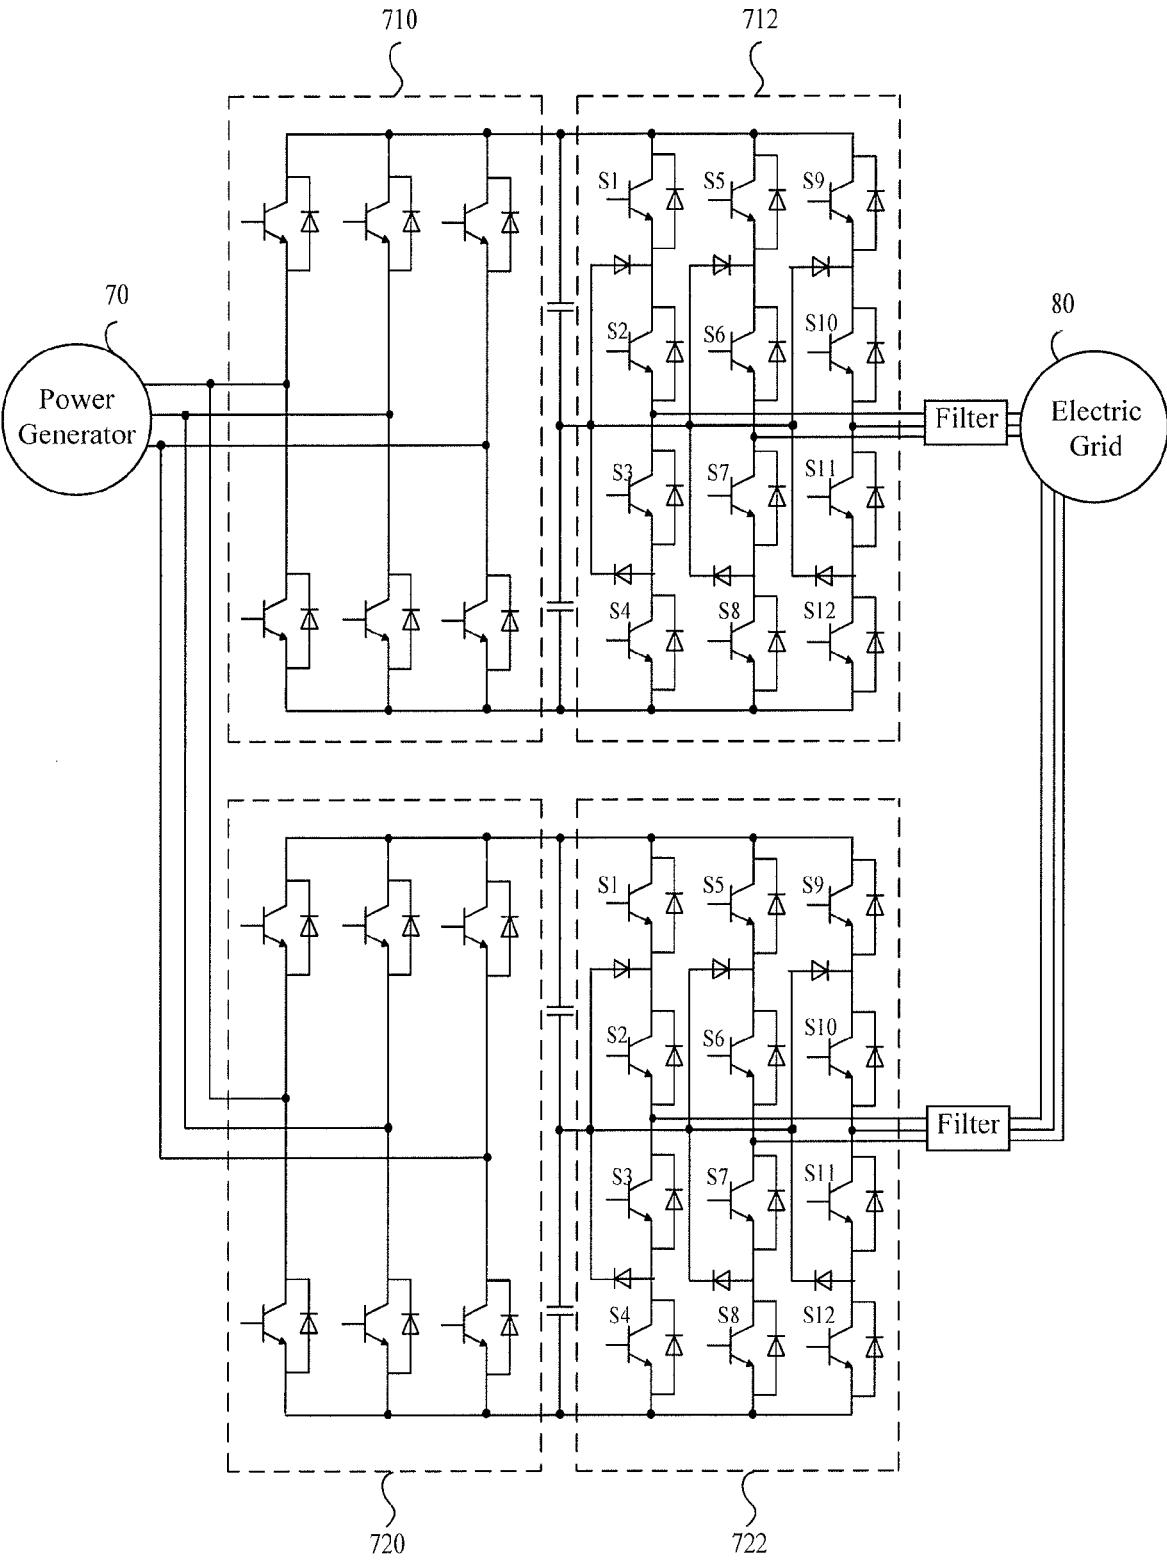 710
712
S1
S5
S9
70
80
S2
S6
S10
Power
Generator
Filter
Electric
Grid
S3
S7
S11
S4
S8
S12
S1
S5
S9
S2
S6
S10
Filter
S3
S7
S11
S4
S8
S12
720
722